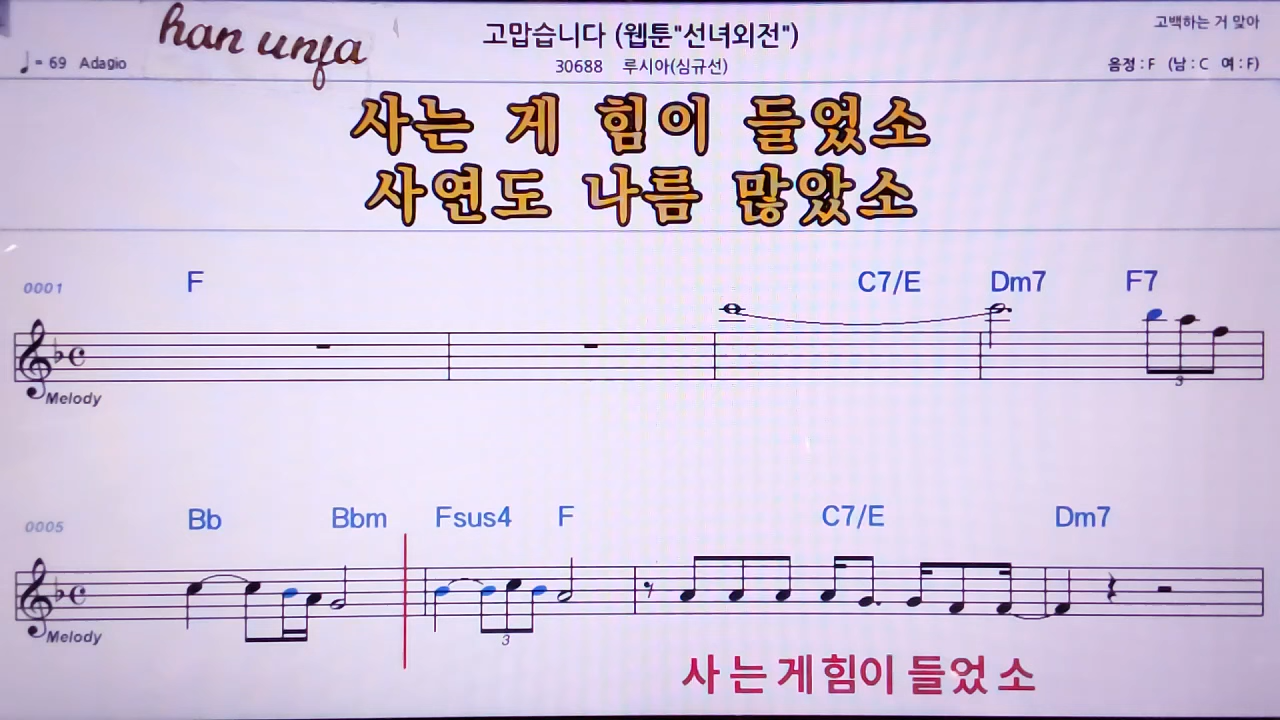 han unja
고맙습니다 (웹툰"선녀외전")
고백하는 거 맞아
♩= 69 Adagio
30688 루시아(심규선)
음정 : F (남 : C 여 : F)
사는 게 힘이 들었소
사연도 나름 많았소
0001 F C7/E Dm7 F7
3
Melody
0005 Bb Bbm Fsus4 F C7/E Dm7
3
Melody
사 는 게 힘이 들었 소